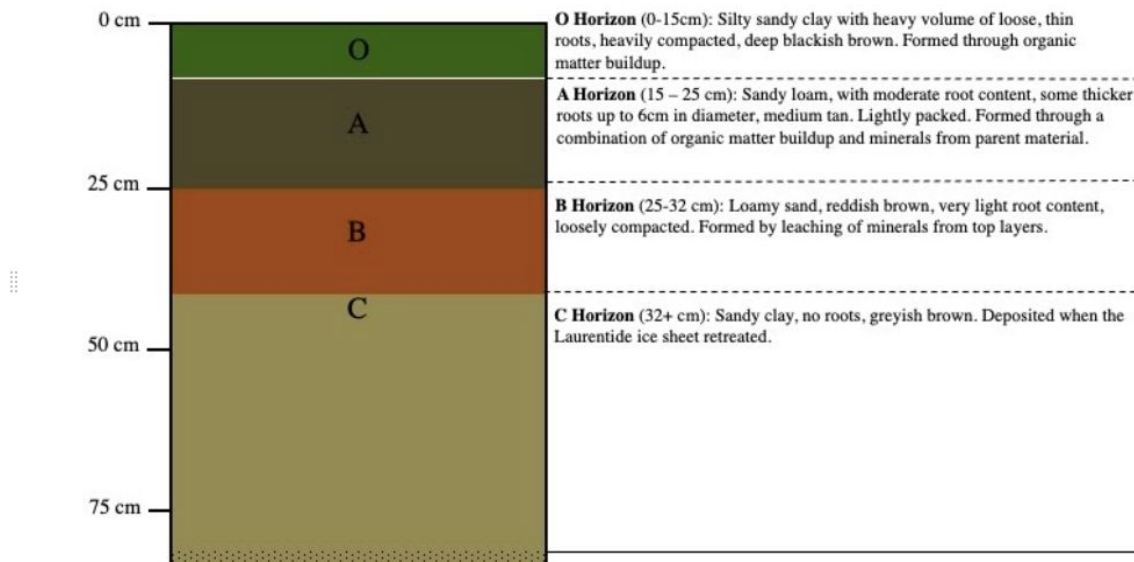 0 cm
O Horizon (0-15cm): Silty sandy clay with heavy volume of loose, thin
roots, heavily compacted, deep blackish brown. Formed through organic
matter buildup.
O
A Horizon (15 – 25 cm): Sandy loam, with moderate root content, some thicker
roots up to 6cm in diameter, medium tan. Lightly packed. Formed through a
combination of organic matter buildup and minerals from parent material.
A
25 cm
B Horizon (25-32 cm): Loamy sand, reddish brown, very light root content,
loosely compacted. Formed by leaching of minerals from top layers.
B
C Horizon (32+ cm): Sandy clay, no roots, greyish brown. Deposited when the
Laurentide ice sheet retreated.
C
50 cm
75 cm